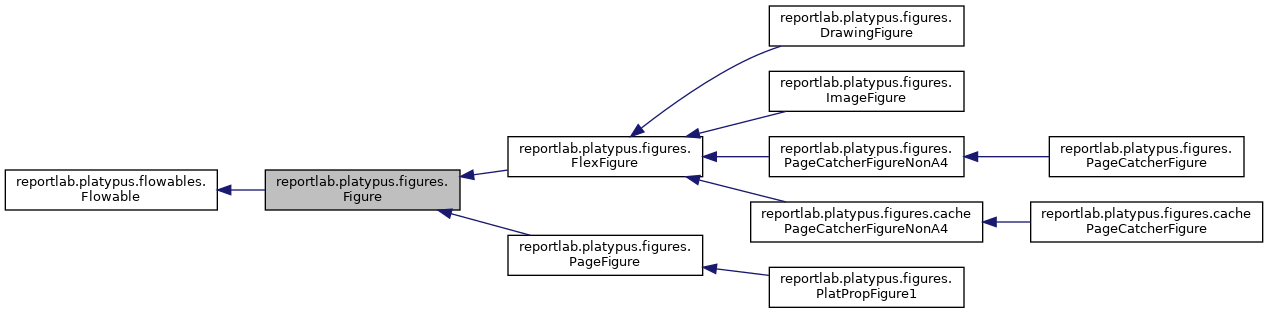 reportlab.platypus.flowables.
Flowable
reportlab.platypus.figures.
Figure
reportlab.platypus.figures.
FlexFigure
reportlab.platypus.figures.
PageFigure
reportlab.platypus.figures.
DrawingFigure
reportlab.platypus.figures.
ImageFigure
reportlab.platypus.figures.
PageCatcherFigureNonA4
reportlab.platypus.figures.cache
PageCatcherFigureNonA4
reportlab.platypus.figures.
PlatPropFigure1
reportlab.platypus.figures.
PageCatcherFigure
reportlab.platypus.figures.cache
PageCatcherFigure